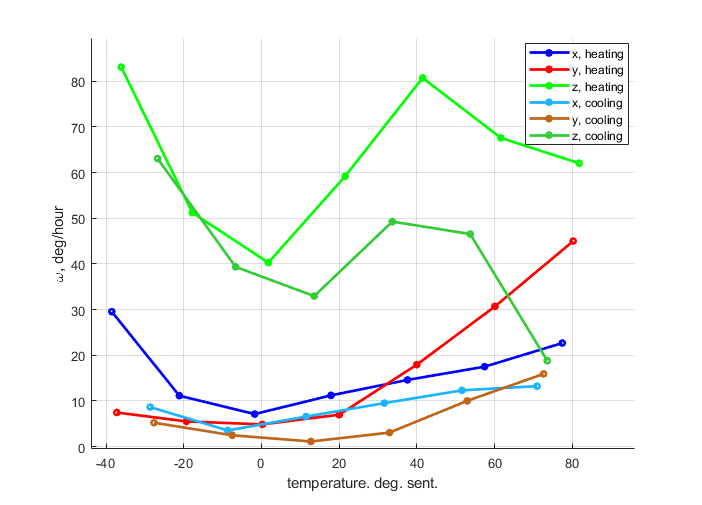 x, heating
y, heating
z, heating
x, cooling
y, cooling
z, cooling
80
70
60
50
40
30
20
10
0
ω, deg/hour
-40
-20
0
20
40
60
80
temperature. deg. sent.